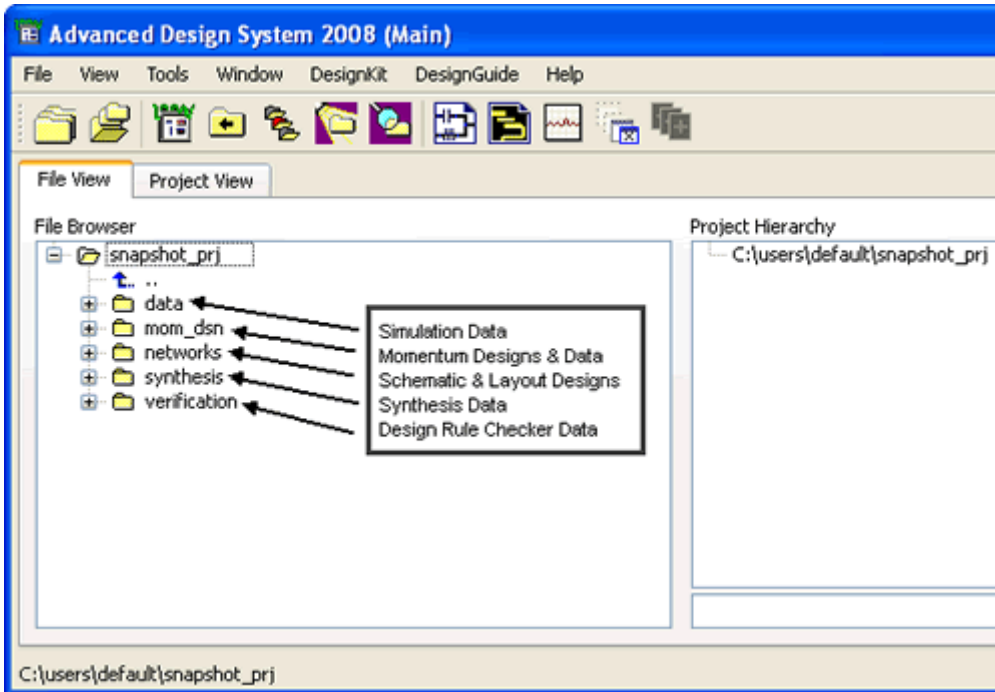 Advanced Design System 2008 (Main)
File View Tools Window DesignKit DesignGuide Help
File View Project View
File Browser
Project Hierarchy
snapshot_prj
C:\users\default\snapshot_prj
..
data
mom_dsn
networks
synthesis
verification
Simulation Data
Momentum Designs & Data
Schematic & Layout Designs
Synthesis Data
Design Rule Checker Data
C:\users\default\snapshot_prj